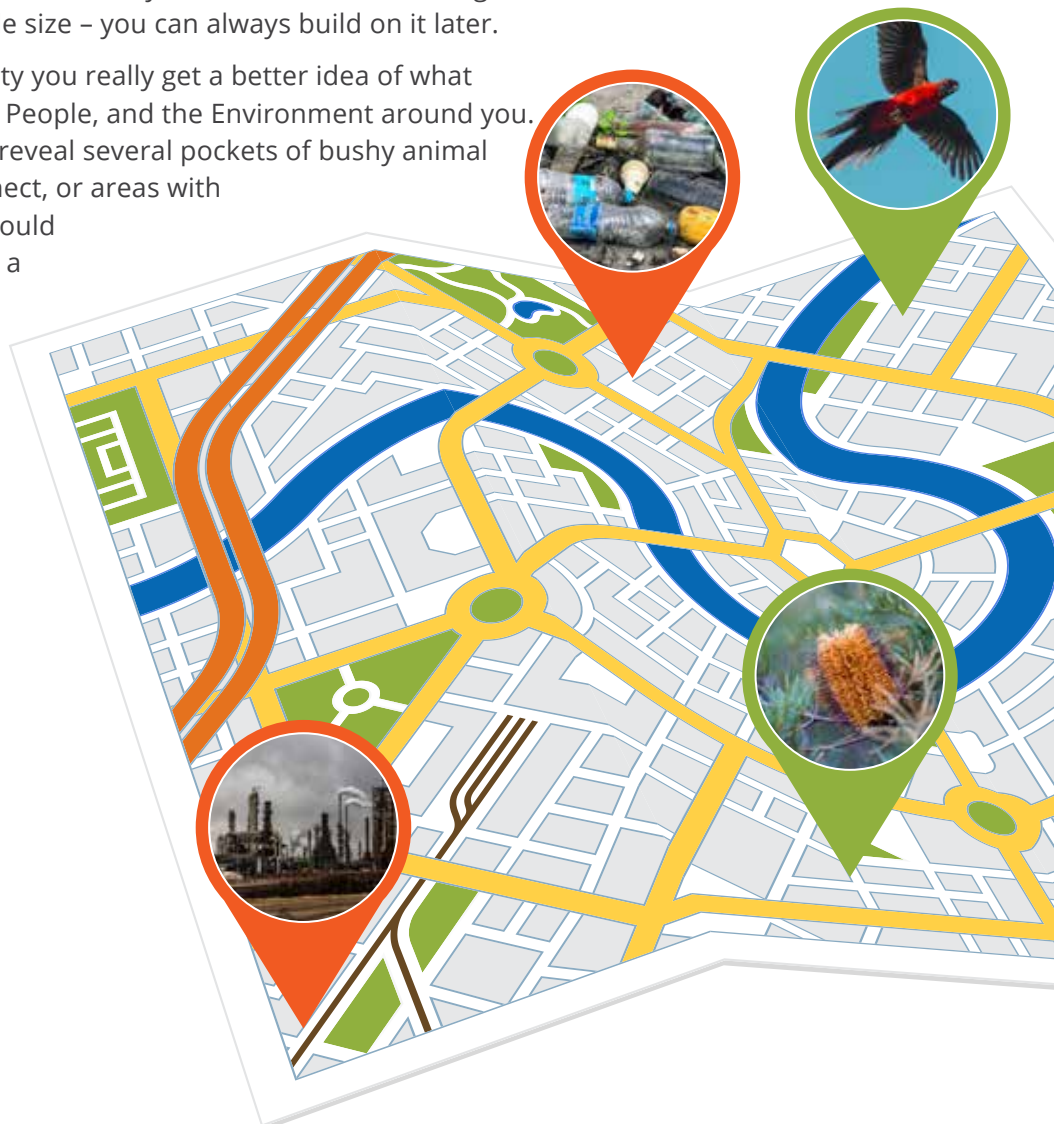 e size – you can always build on it later.
ty you really get a better idea of what
People, and the Environment around you.
reveal several pockets of bushy animal
nect, or areas with
ould
a